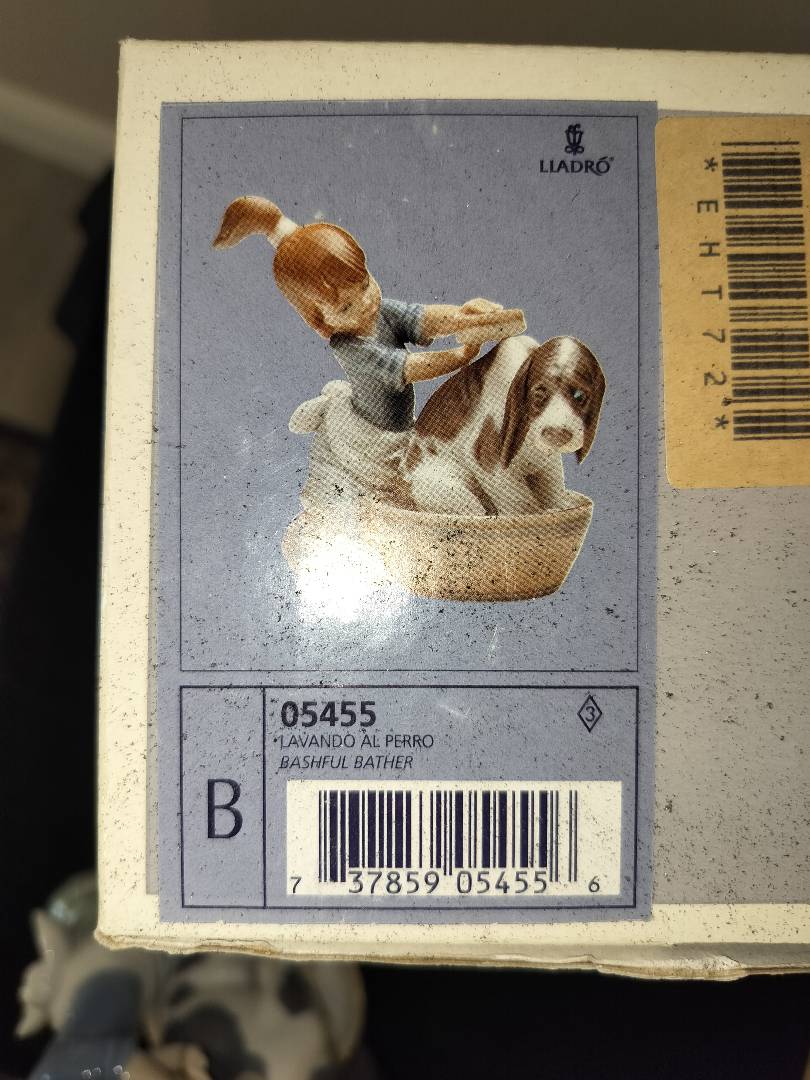 LLADRÓ®
*EHT72*
05455
3
LAVANDO AL PERRO
BASHFUL BATHER
B
7 37859 05455 6